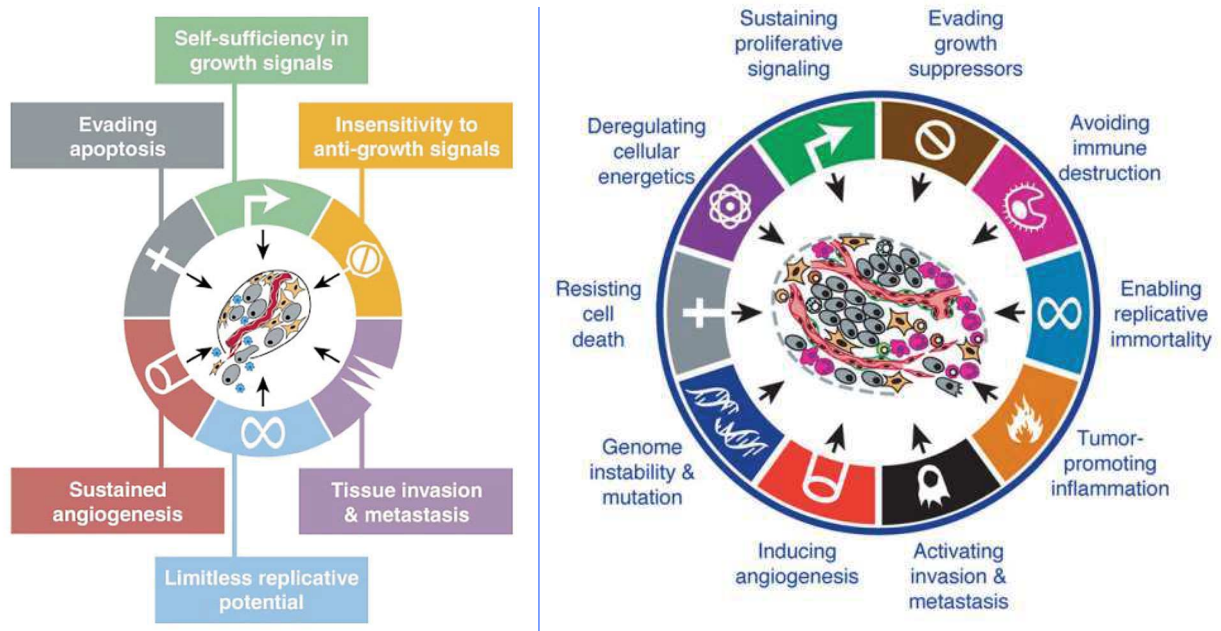 Self-sufficiency in
growth signals
Evading
apoptosis
Insensitivity to
anti-growth signals
Sustained
angiogenesis
Tissue invasion
& metastasis
Limitless replicative
potential
Sustaining
proliferative
signaling
Evading
growth
suppressors
Deregulating
cellular
energetics
Avoiding
immune
destruction
Resisting
cell
death
Enabling
replicative
immortality
Genome
instability &
mutation
Tumor-
promoting
inflammation
Inducing
angiogenesis
Activating
invasion &
metastasis